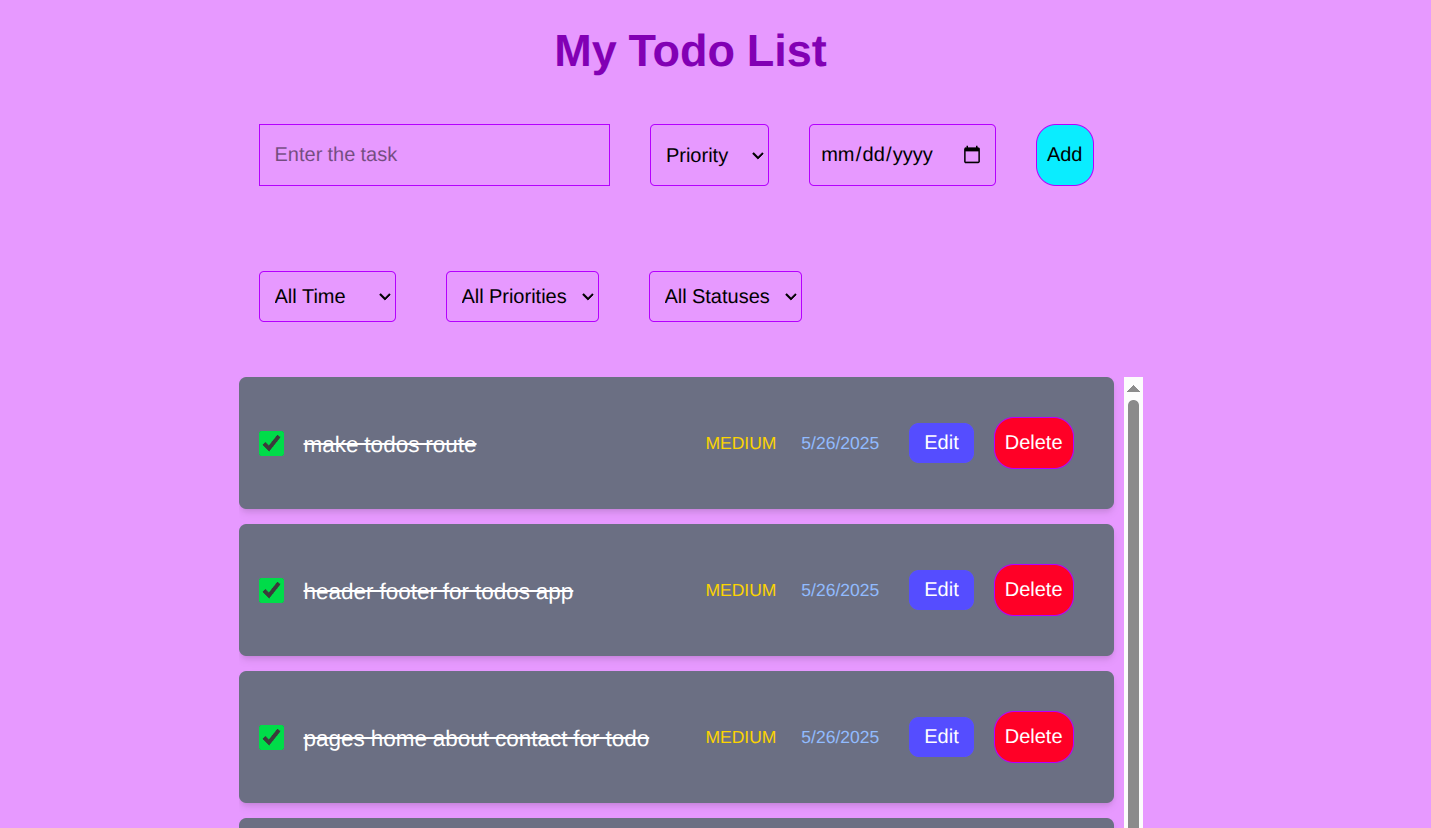 My Todo List
Enter the task Priority mm/dd/yyyy Add
All Time All Priorities All Statuses
make todos route MEDIUM 5/26/2025 Edit Delete
header footer for todos app MEDIUM 5/26/2025 Edit Delete
pages home about contact for todo MEDIUM 5/26/2025 Edit Delete